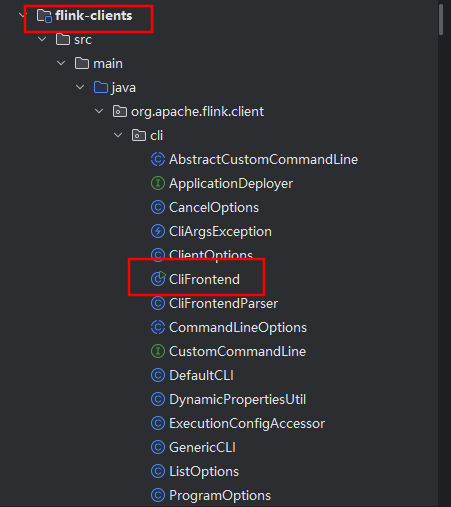 flink-clients
src
main
java
org.apache.flink.client
cli
AbstractCustomCommandLine
ApplicationDeployer
CancelOptions
CliArgsException
ClientOptions
CliFrontend
CliFrontendParser
CommandLineOptions
CustomCommandLine
DefaultCLI
DynamicPropertiesUtil
ExecutionConfigAccessor
GenericCLI
ListOptions
ProgramOptions